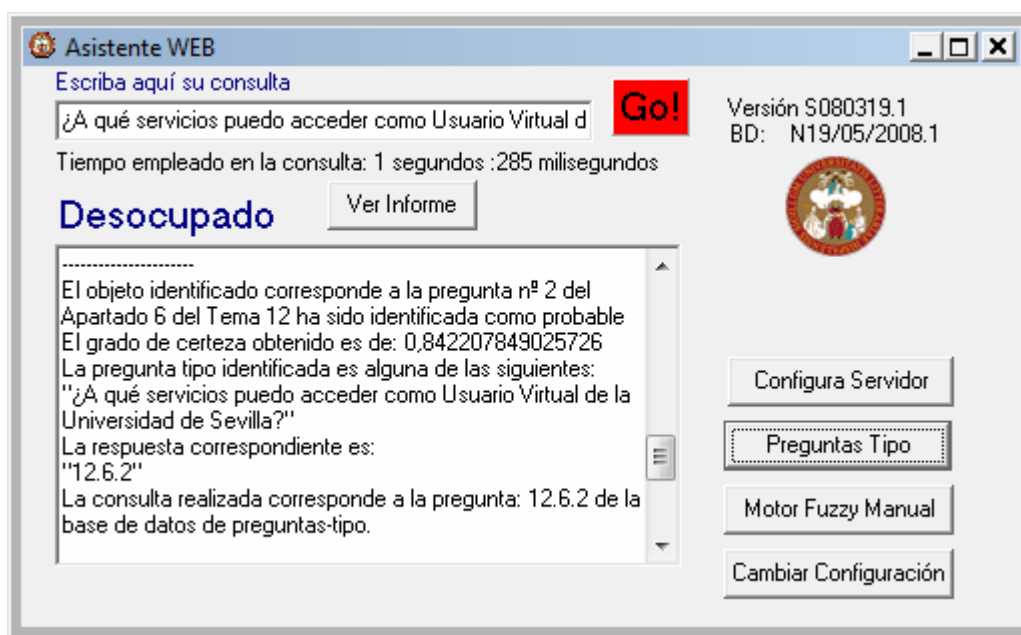 Asistente WEB
Escriba aquí su consulta
¿A qué servicios puedo acceder como Usuario Virtual d
Go!
Versión S080319.1
BD: N19/05/2008.1
Tiempo empleado en la consulta: 1 segundos :285 milisegundos
Desocupado
Ver Informe
----------------------
El objeto identificado corresponde a la pregunta nº 2 del
Apartado 6 del Tema 12 ha sido identificada como probable
El grado de certeza obtenido es de: 0,842207849025726
La pregunta tipo identificada es alguna de las siguientes:
"¿A qué servicios puedo acceder como Usuario Virtual de la
Universidad de Sevilla?"
La respuesta correspondiente es:
"12.6.2"
La consulta realizada corresponde a la pregunta: 12.6.2 de la
base de datos de preguntas-tipo.
Configura Servidor
Preguntas Tipo
Motor Fuzzy Manual
Cambiar Configuración